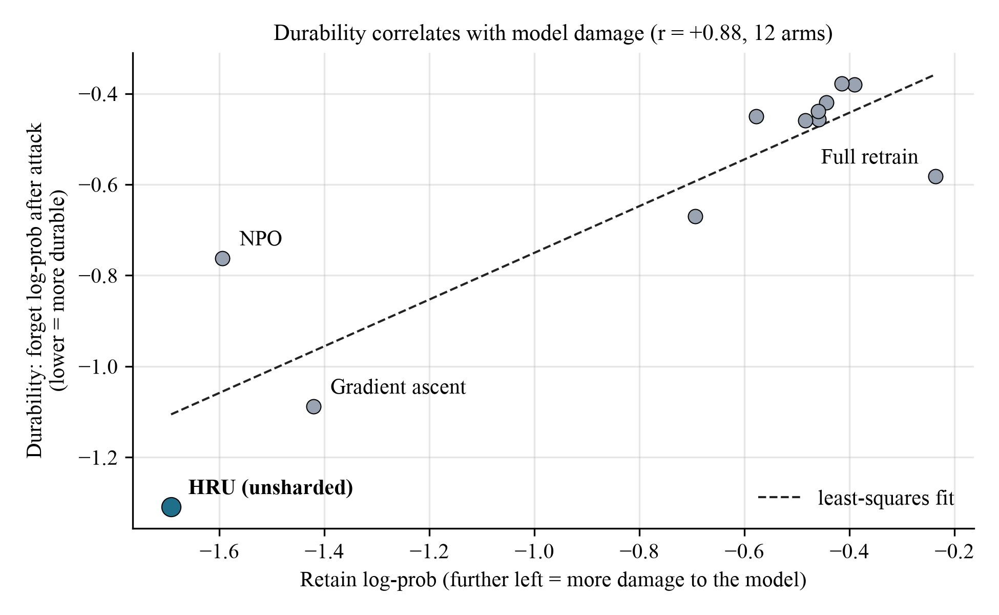 Durability correlates with model damage (r = +0.88, 12 arms)
Durability: forget log-prob after attack
(lower = more durable)
−0.4
−0.6
−0.8
−1.0
−1.2
Full retrain
NPO
Gradient ascent
HRU (unsharded)
least-squares fit
−1.6
−1.4
−1.2
−1.0
−0.8
−0.6
−0.4
−0.2
Retain log-prob (further left = more damage to the model)